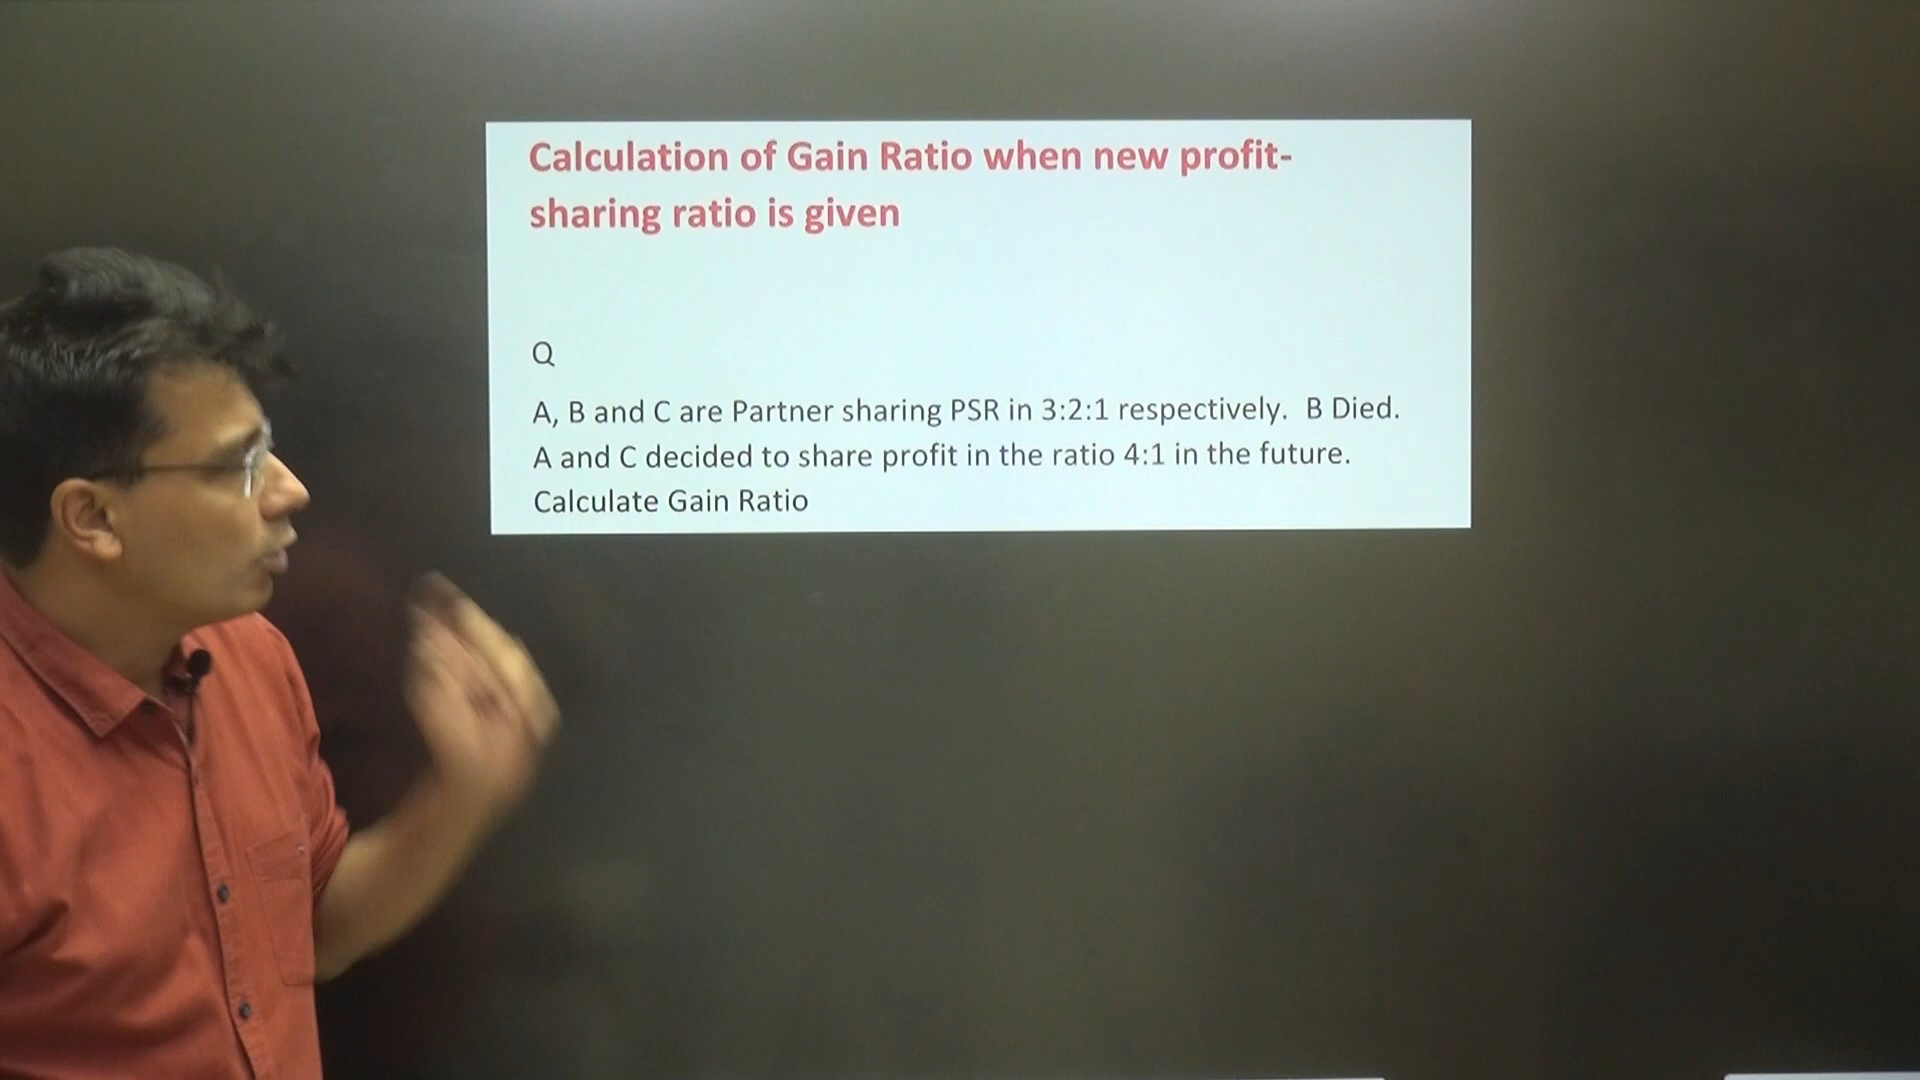 Calculation of Gain Ratio when new profit-
sharing ratio is given
Q
A, B and C are Partner sharing PSR in 3:2:1 respectively.  B Died.
A and C decided to share profit in the ratio 4:1 in the future.
Calculate Gain Ratio